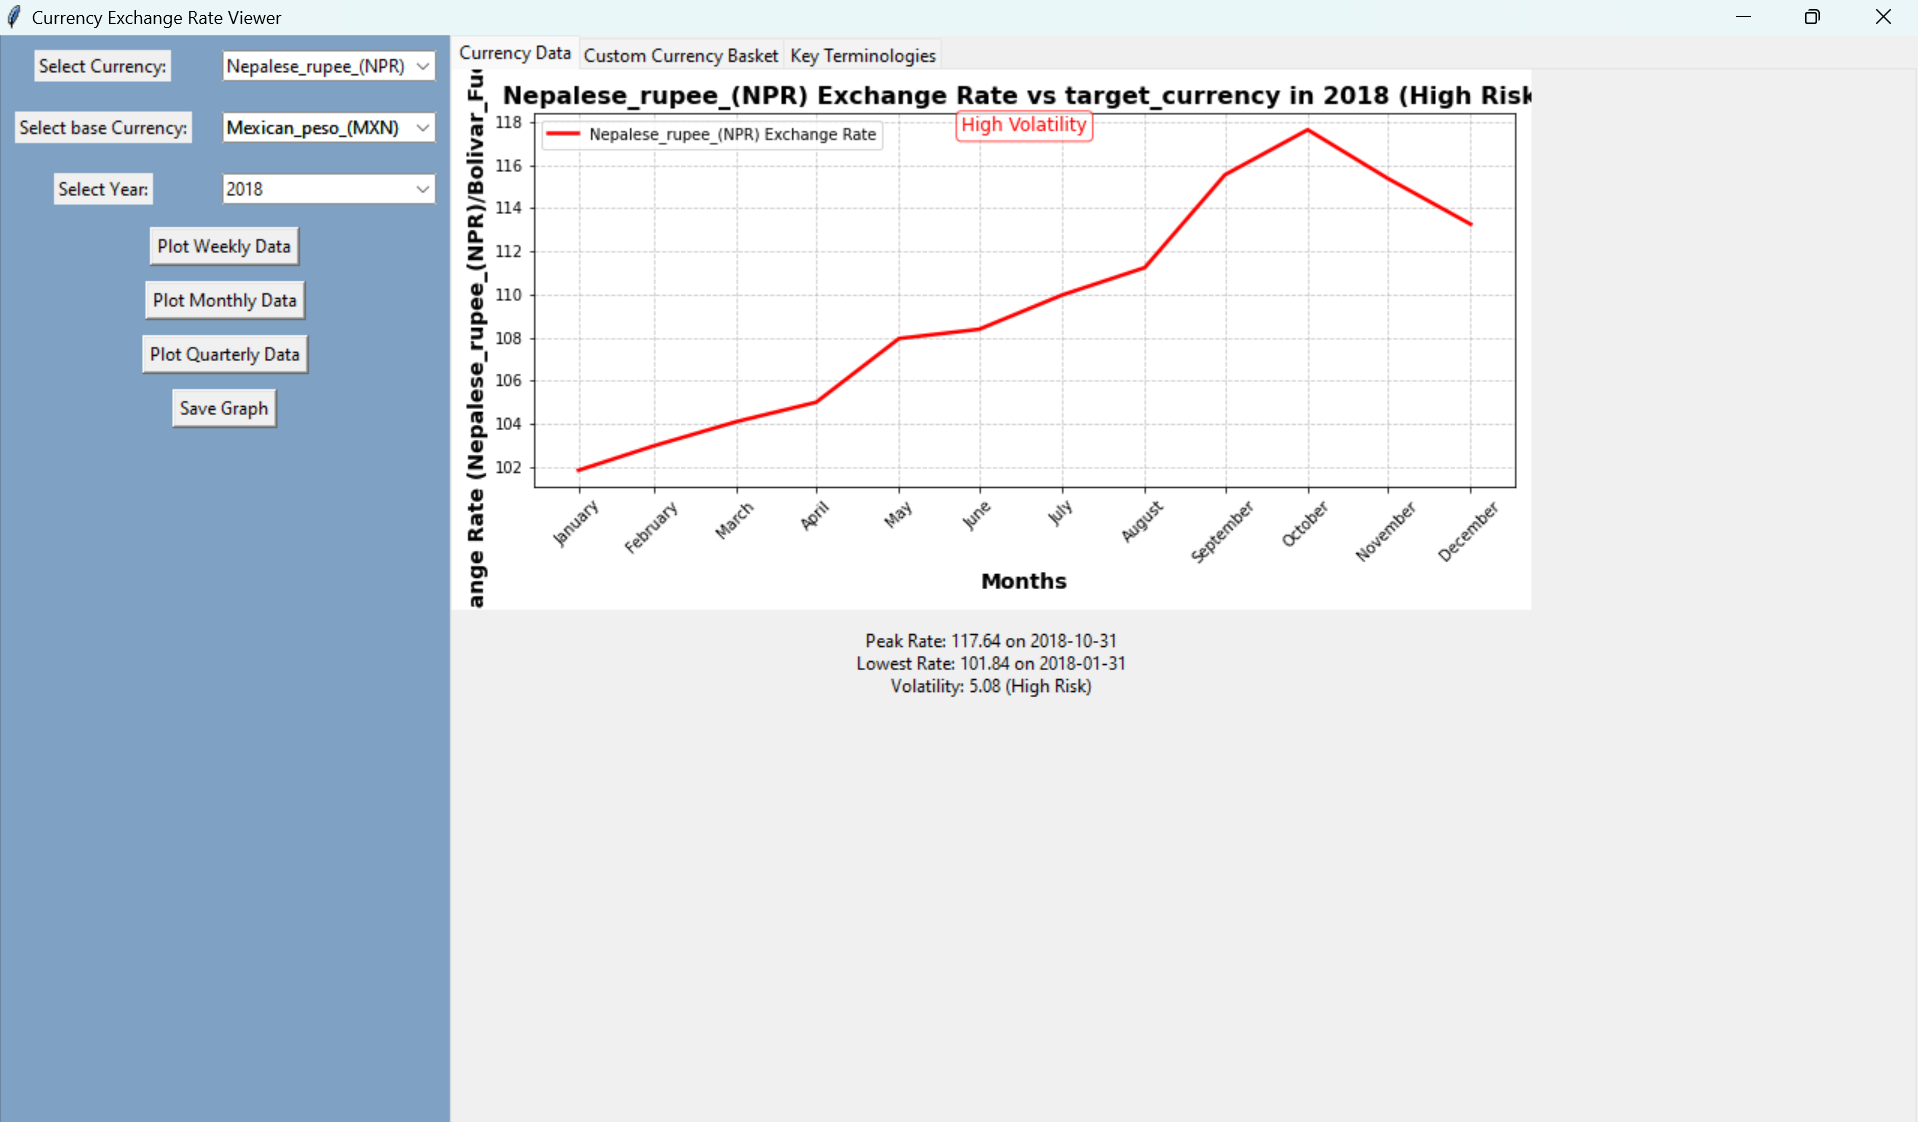 Currency Exchange Rate Viewer
Select Currency:
Nepalese_rupee_(NPR)
Select base Currency:
Mexican_peso_(MXN)
Select Year:
2018
Plot Weekly Data
Plot Monthly Data
Plot Quarterly Data
Save Graph
Currency Data
Custom Currency Basket
Key Terminologies
Nepalese_rupee_(NPR) Exchange Rate vs target_currency in 2018 (High Risk
ange Rate (Nepalese_rupee_(NPR)/Bolivar_Fue
Nepalese_rupee_(NPR) Exchange Rate
High Volatility
118
116
114
112
110
108
106
104
102
January
February
March
April
May
June
July
August
September
October
November
December
Months
Peak Rate: 117.64 on 2018-10-31
Lowest Rate: 101.84 on 2018-01-31
Volatility: 5.08 (High Risk)